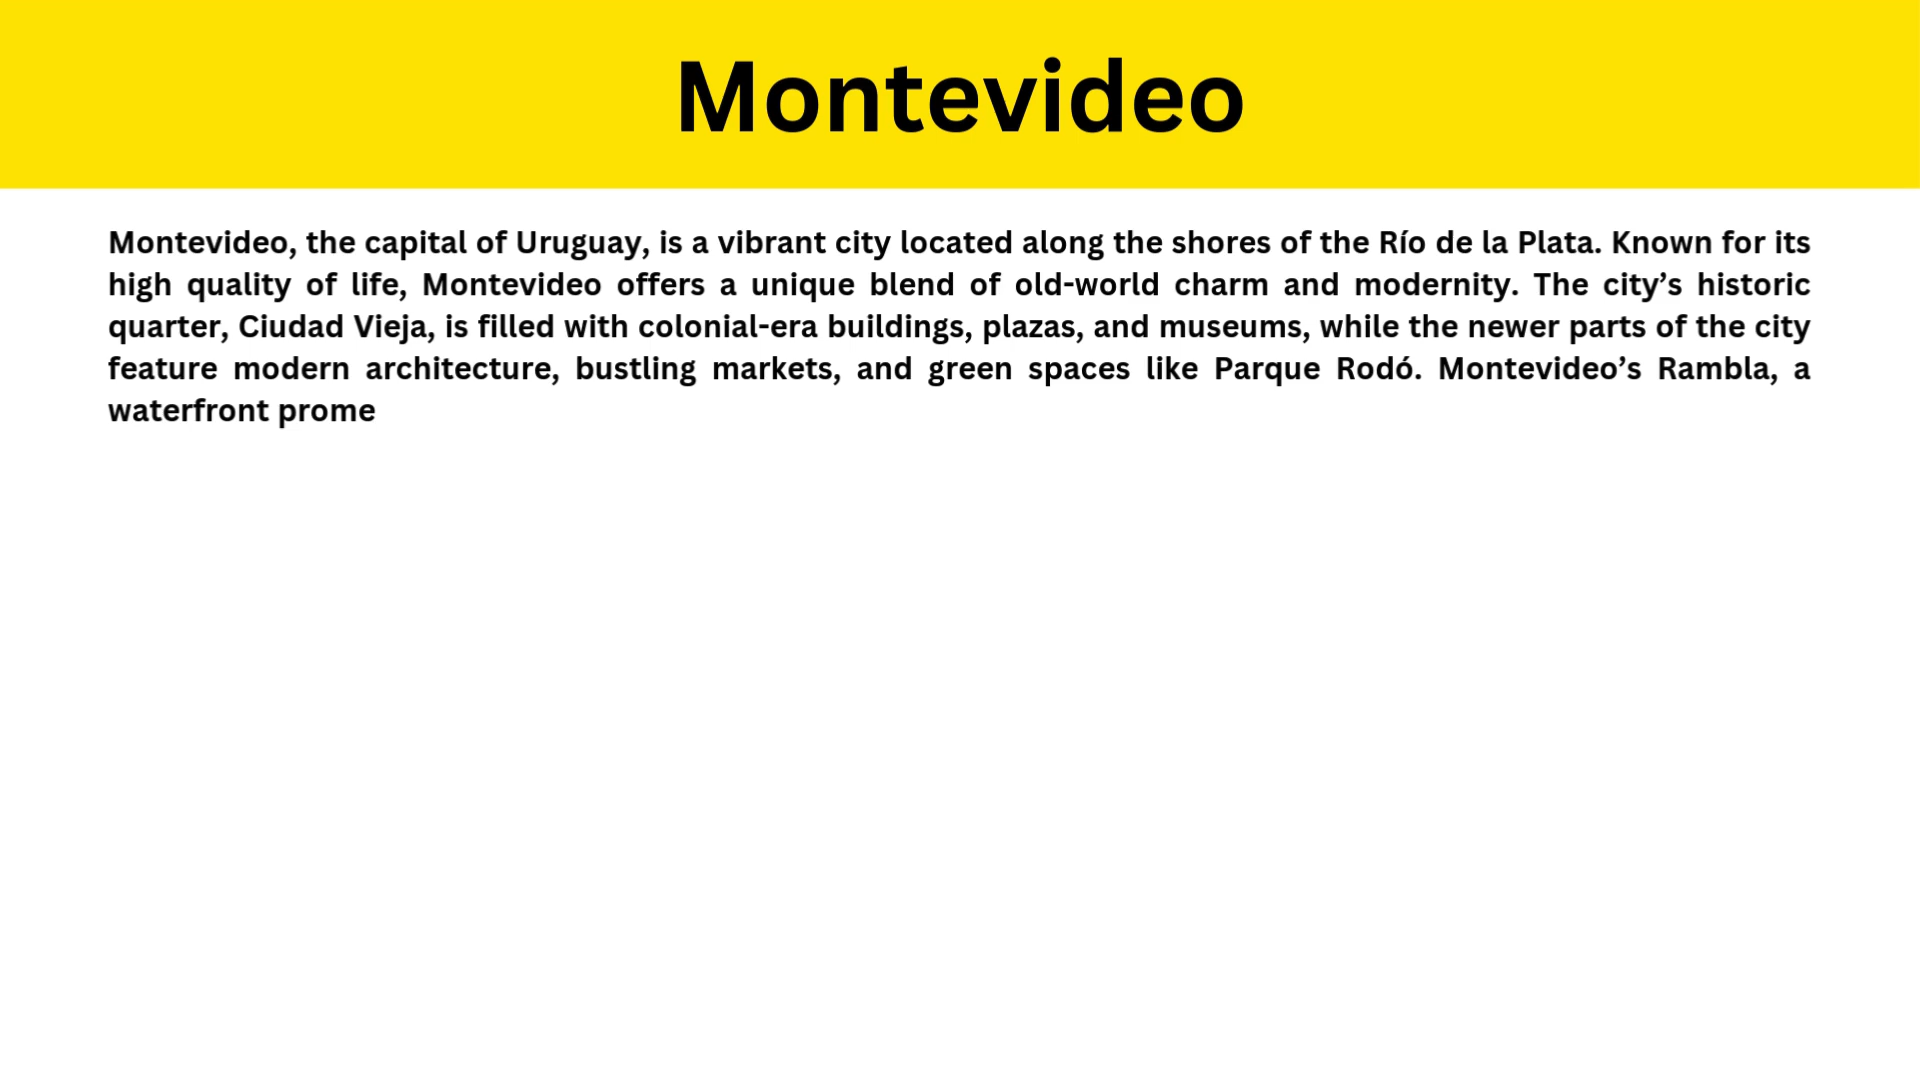 Montevideo
Montevideo, the capital of Uruguay, is a vibrant city located along the shores of the Río de la Plata. Known for its
high quality of life, Montevideo offers a unique blend of old-world charm and modernity. The city’s historic
quarter, Ciudad Vieja, is filled with colonial-era buildings, plazas, and museums, while the newer parts of the city
feature modern architecture, bustling markets, and green spaces like Parque Rodó. Montevideo’s Rambla, a
waterfront prome